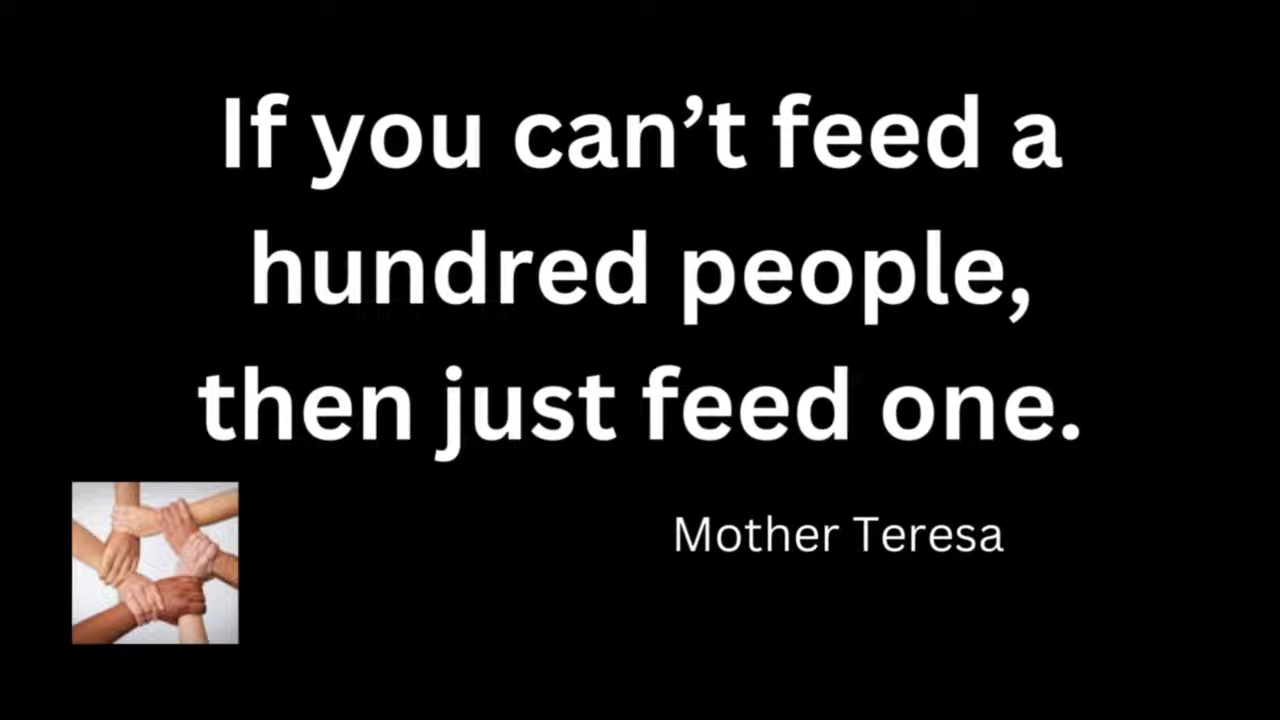 If you can’t feed a
hundred people,
then just feed one.
Mother Teresa